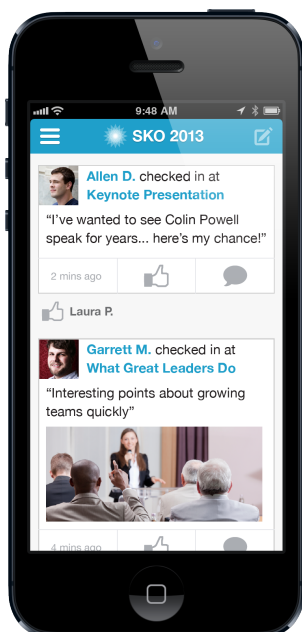 9:48 AM
SKO 2013
Allen D. checked in at
Keynote Presentation
“I’ve wanted to see Colin Powell
speak for years... here’s my chance!”
2 mins ago
Laura P.
Garrett M. checked in at
What Great Leaders Do
“Interesting points about growing
teams quickly”
4 mins ago